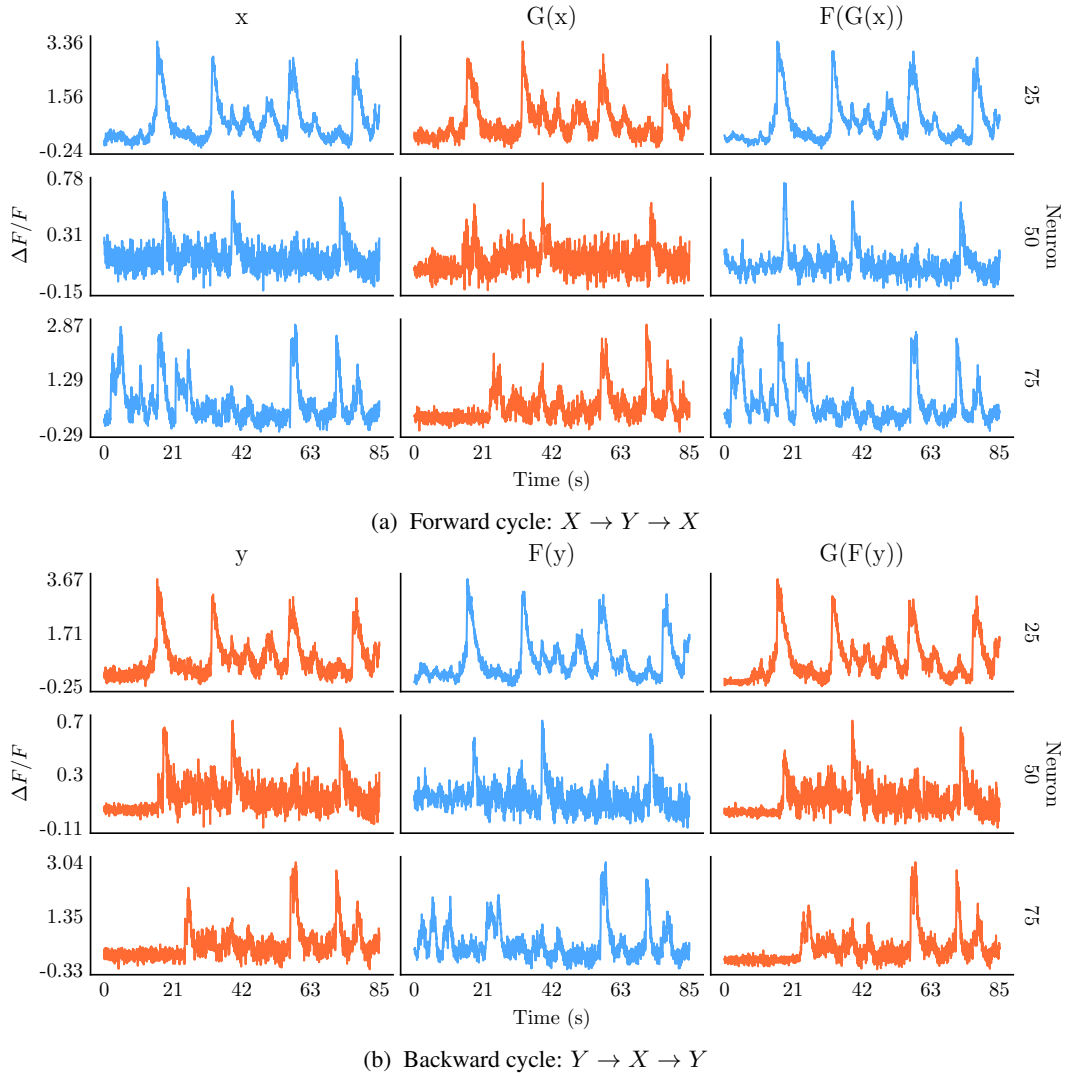 x G(x) F(G(x))
3.36
1.56
-0.24
25
0.78
0.31
-0.15
50
2.87
1.29
-0.29
75
ΔF/F
Neuron
0 21 42 63 85 0 21 42 63 85 0 21 42 63 85
Time (s) Time (s) Time (s)
(a) Forward cycle: X → Y → X
y F(y) G(F(y))
3.67
1.71
-0.25
25
0.7
0.3
-0.11
50
3.04
1.35
-0.33
75
ΔF/F
Neuron
0 21 42 63 85 0 21 42 63 85 0 21 42 63 85
Time (s) Time (s) Time (s)
(b) Backward cycle: Y → X → Y